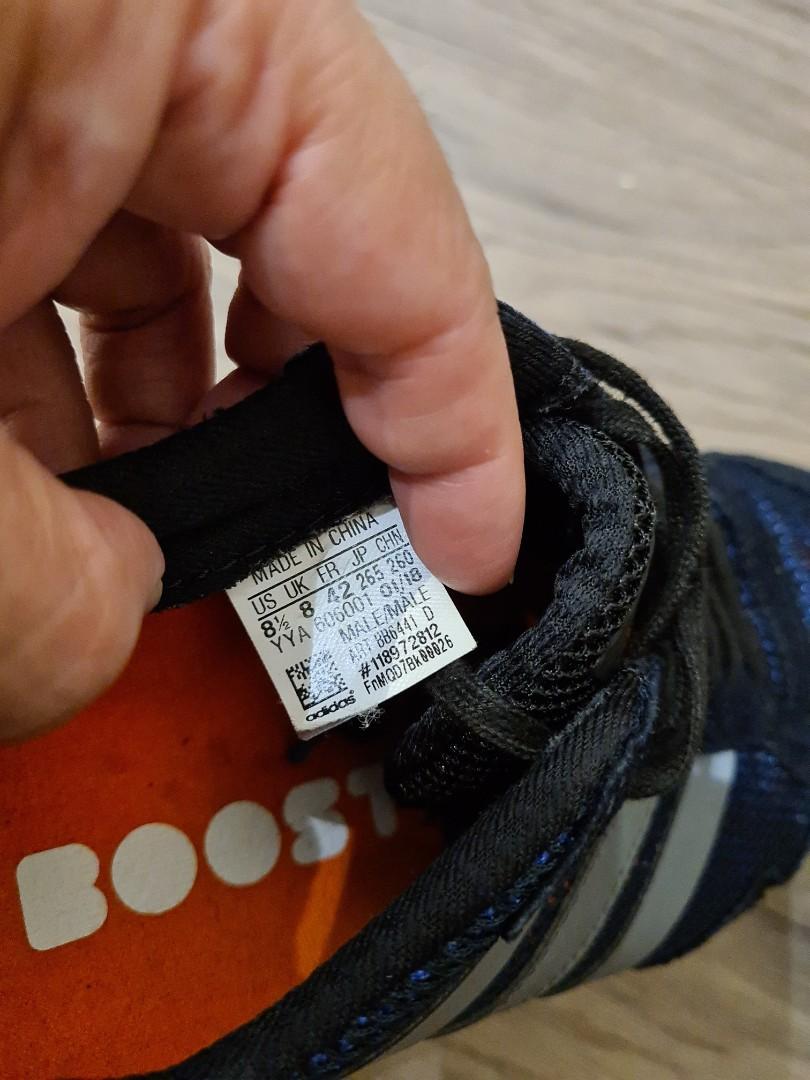 MADE IN CHINA
US UK FR JP CHN
8½ 8 42 265 260
YYA 606001 01/18
MALE/MALE
ART BB6441 D
#118972812
FnMQD7Bk00026
adidas
BOOST